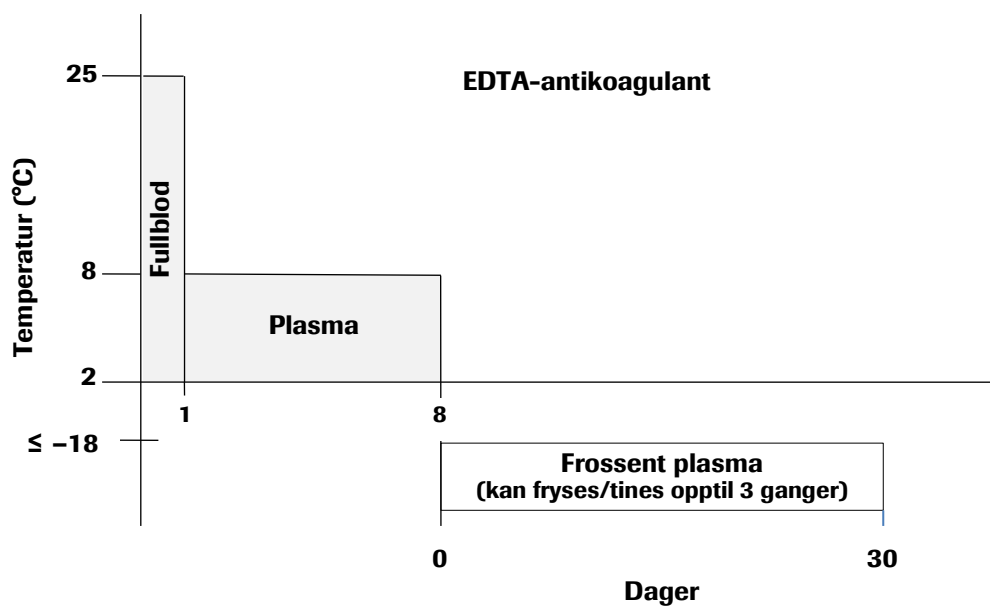 EDTA-antikoagulant
25
Temperatur (°C)
Fullblod
8
Plasma
2
1
8
≤ -18
Frossent plasma
(kan fryses/tines opptil 3 ganger)
0
30
Dager